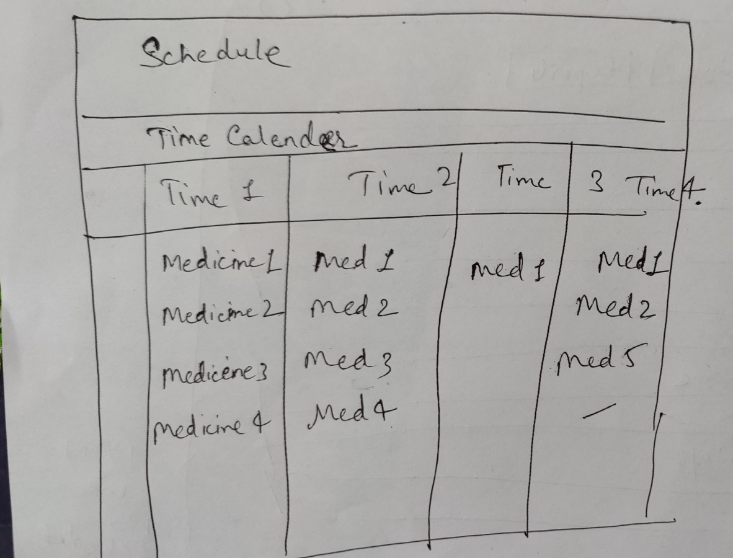 Schedule
Time Calender
Time 1 Time 2 Time 3 Time 4.
Medicine 1 Med 1 Med 1 Med 1
Medicine 2 Med 2 Med 2
Medicene 3 Med 3 Med 5
Medicine 4 Med 4 —